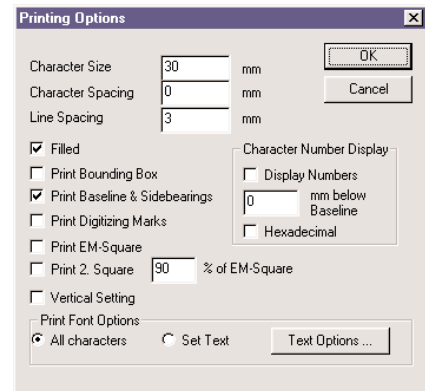 Printing Options
OK
Character Size 30 mm
Cancel
Character Spacing 0 mm
Line Spacing 3 mm
Filled
Print Bounding Box
Print Baseline & Sidebearings
Print Digitizing Marks
Print EM-Square
Print 2. Square 90 % of EM-Square
Vertical Setting
Character Number Display
Display Numbers
0 mm below
Baseline
Hexadecimal
Print Font Options
All characters Set Text Text Options ...